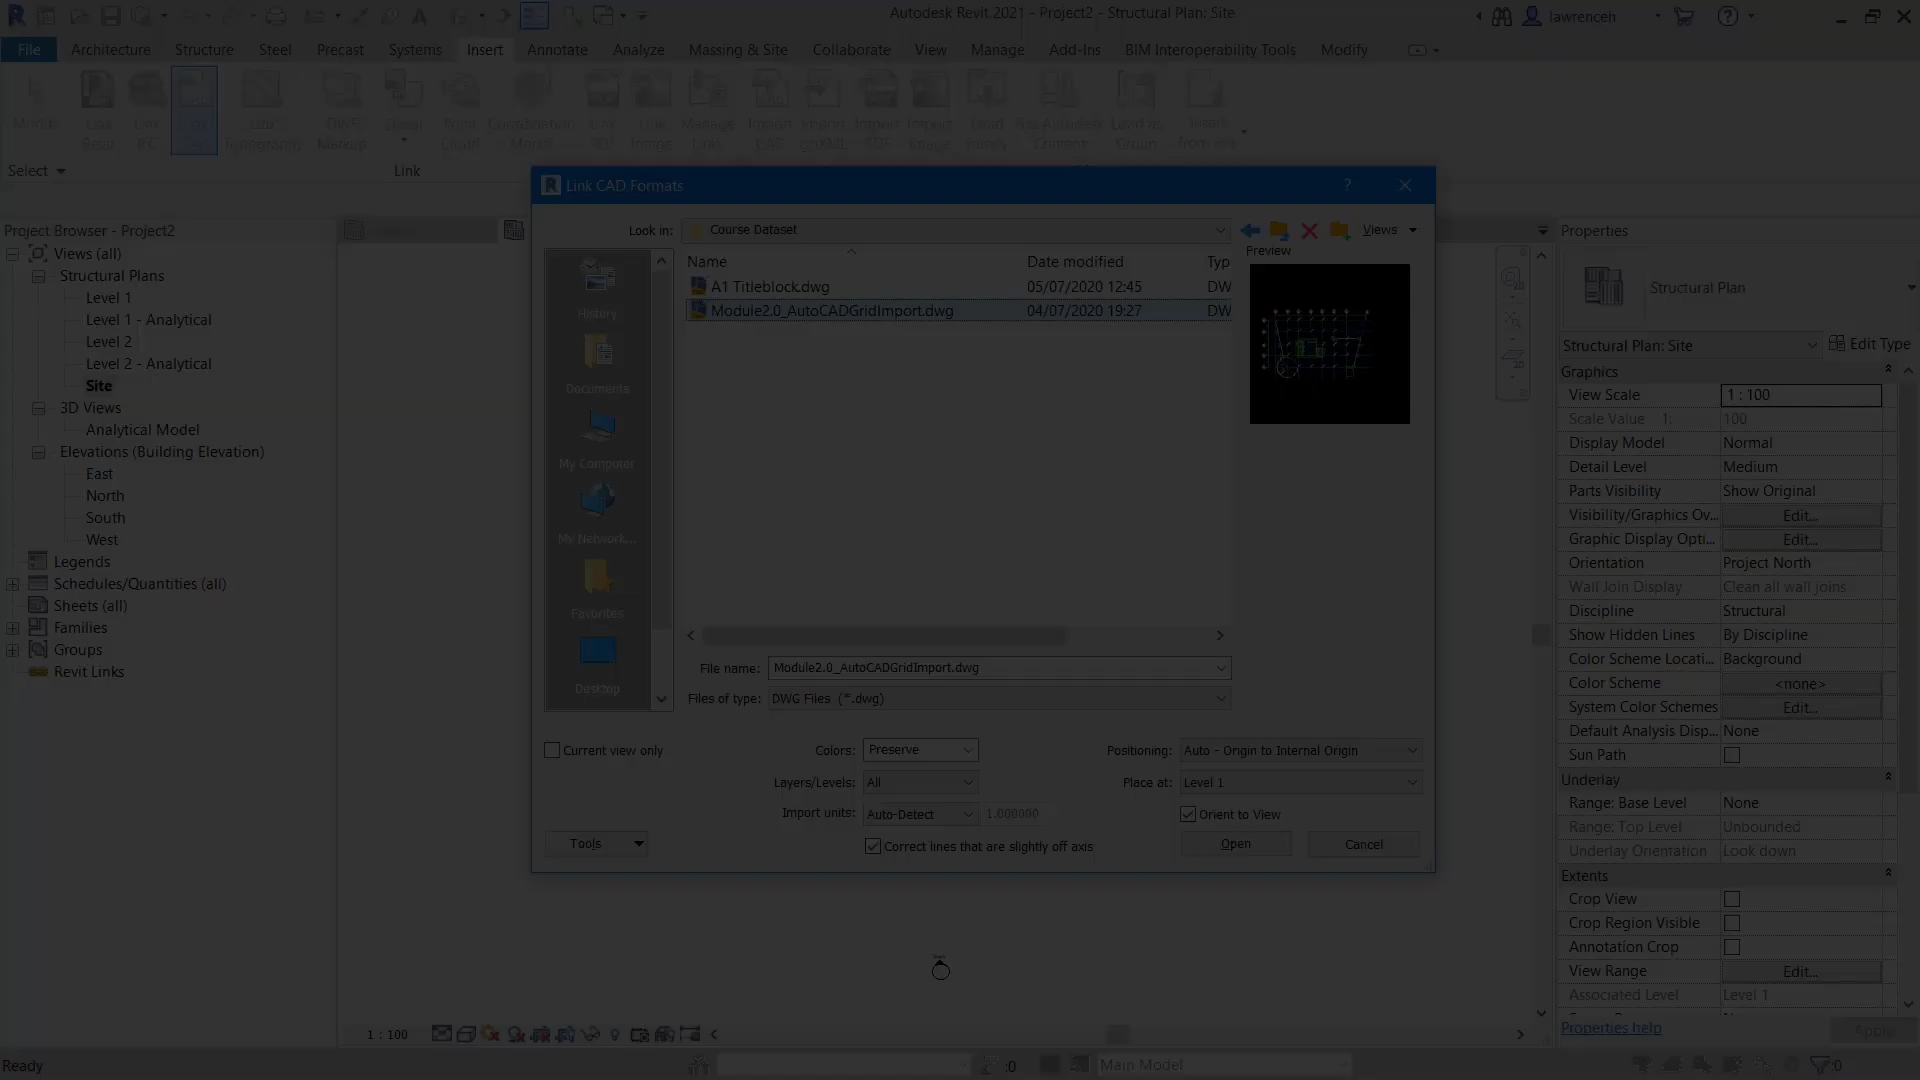 Autodesk Revit 2021 - Project2 - Structural Plan: Site
lawrenceh
File Architecture Structure Steel Precast Systems Insert Annotate Analyze Massing & Site Collaborate View Manage Add-Ins BIM Interoperability Tools Modify
Select
Link
Project Browser - Project2
Views (all)
Structural Plans
Level 1
Level 1 - Analytical
Level 2
Level 2 - Analytical
Site
3D Views
Analytical Model
Elevations (Building Elevation)
East
North
South
West
Legends
Schedules/Quantities (all)
Sheets (all)
Families
Groups
Revit Links
Link CAD Formats
Look in: Course Dataset
Views
Preview
Name Date modified Typ
A1 Titleblock.dwg 05/07/2020 12:45 DW
Module2.0_AutoCADGridImport.dwg 04/07/2020 19:27 DW
History
Documents
My Computer
My Network...
Favorites
Desktop
File name: Module2.0_AutoCADGridImport.dwg
Files of type: DWG Files (*.dwg)
Current view only
Colors: Preserve
Positioning: Auto - Origin to Internal Origin
Layers/Levels: All
Place at: Level 1
Import units: Auto-Detect 1.000000
Orient to View
Correct lines that are slightly off axis
Tools
Open
Cancel
Properties
Structural Plan
Structural Plan: Site
Edit Type
Graphics
View Scale 1 : 100
Scale Value 1: 100
Display Model Normal
Detail Level Medium
Parts Visibility Show Original
Visibility/Graphics Ov... Edit...
Graphic Display Opti... Edit...
Orientation Project North
Wall Join Display Clean all wall joins
Discipline Structural
Show Hidden Lines By Discipline
Color Scheme Locati... Background
Color Scheme <none>
System Color Schemes Edit...
Default Analysis Disp... None
Sun Path
Underlay
Range: Base Level None
Range: Top Level Unbounded
Underlay Orientation Look down
Extents
Crop View
Crop Region Visible
Annotation Crop
View Range Edit...
Associated Level Level 1
Properties help
Apply
1 : 100
Ready
:0
Main Model
:0